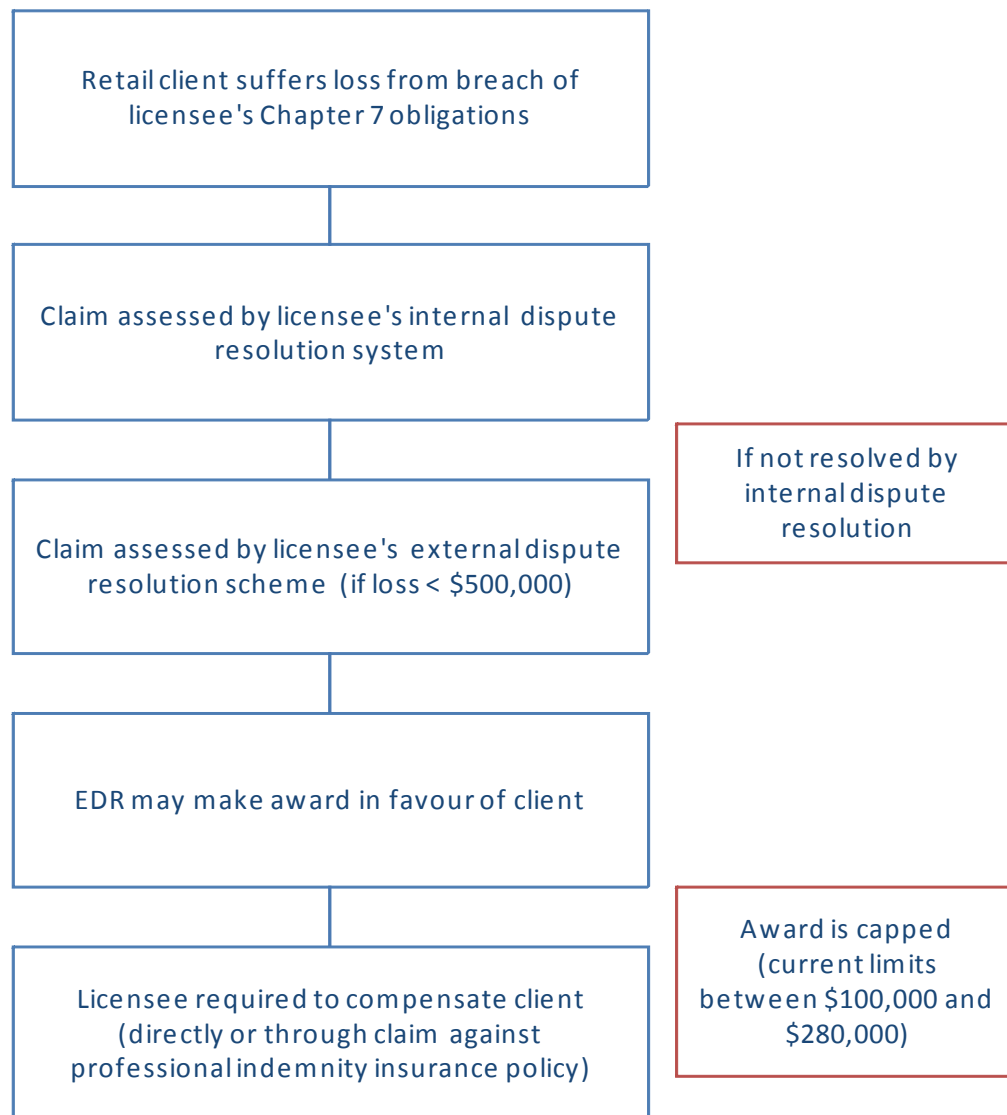 Retail client suffers loss from breach of
licensee's Chapter 7 obligations
Claim assessed by licensee's internal dispute
resolution system
If not resolved by
internal dispute
resolution
Claim assessed by licensee's external dispute
resolution scheme (if loss < $500,000)
EDR may make award in favour of client
Award is capped
(current limits
between $100,000 and
$280,000)
Licensee required to compensate client
(directly or through claim against
professional indemnity insurance policy)